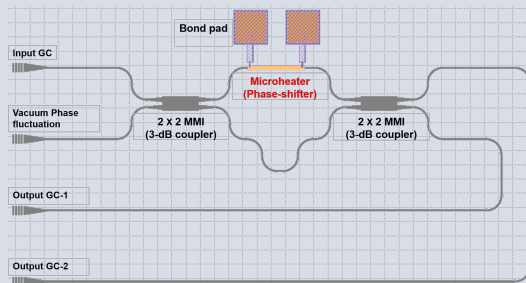 Bond pad
Input GC
Microheater
(Phase-shifter)
Vacuum Phase
fluctuation
2 x 2 MMI
(3-dB coupler)
2 x 2 MMI
(3-dB coupler)
Output GC-1
Output GC-2